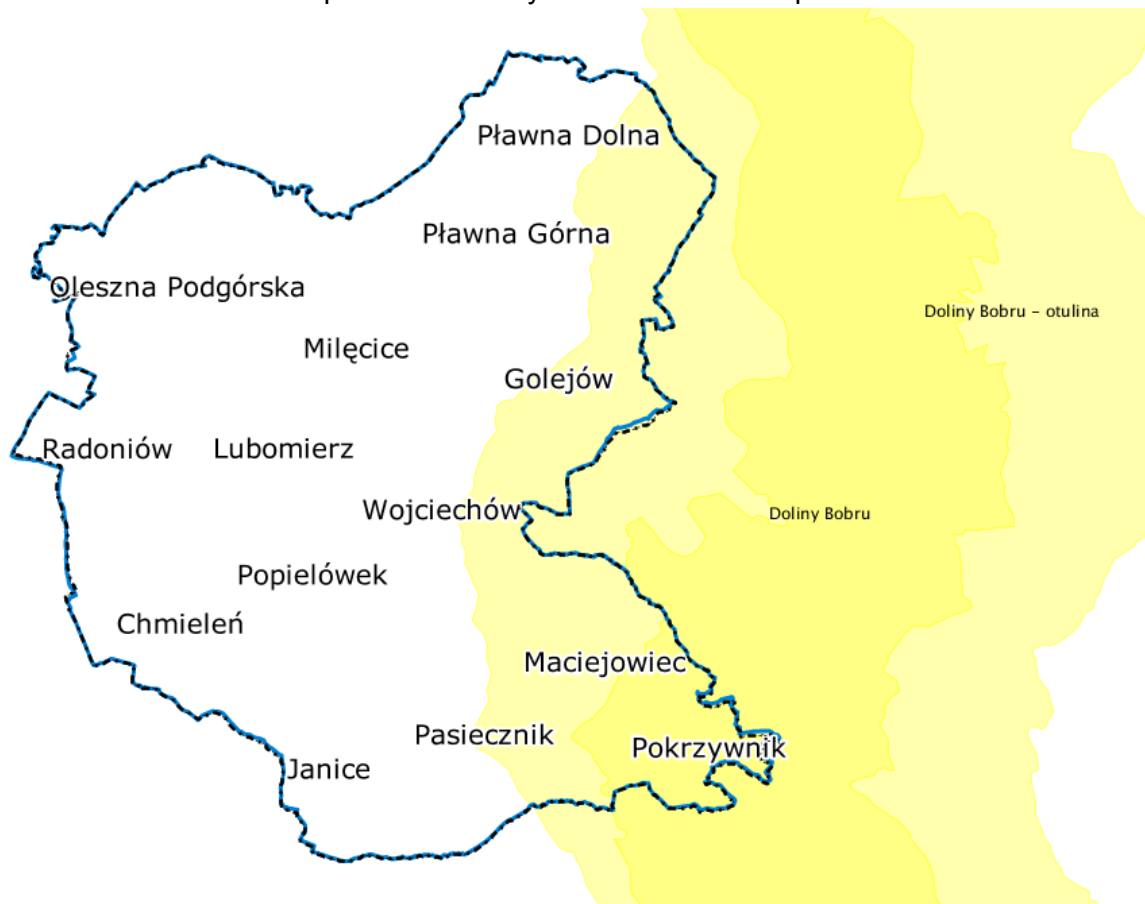 Pławna Dolna
Pławna Górna
Oleszna Podgórska
Doliny Bobru – otulina
Milęcice
Golejów
Radoniów
Lubomierz
Wojciechów
Doliny Bobru
Popielówek
Chmieleń
Maciejowiec
Pasiecznik
Pokrzywnik
Janice